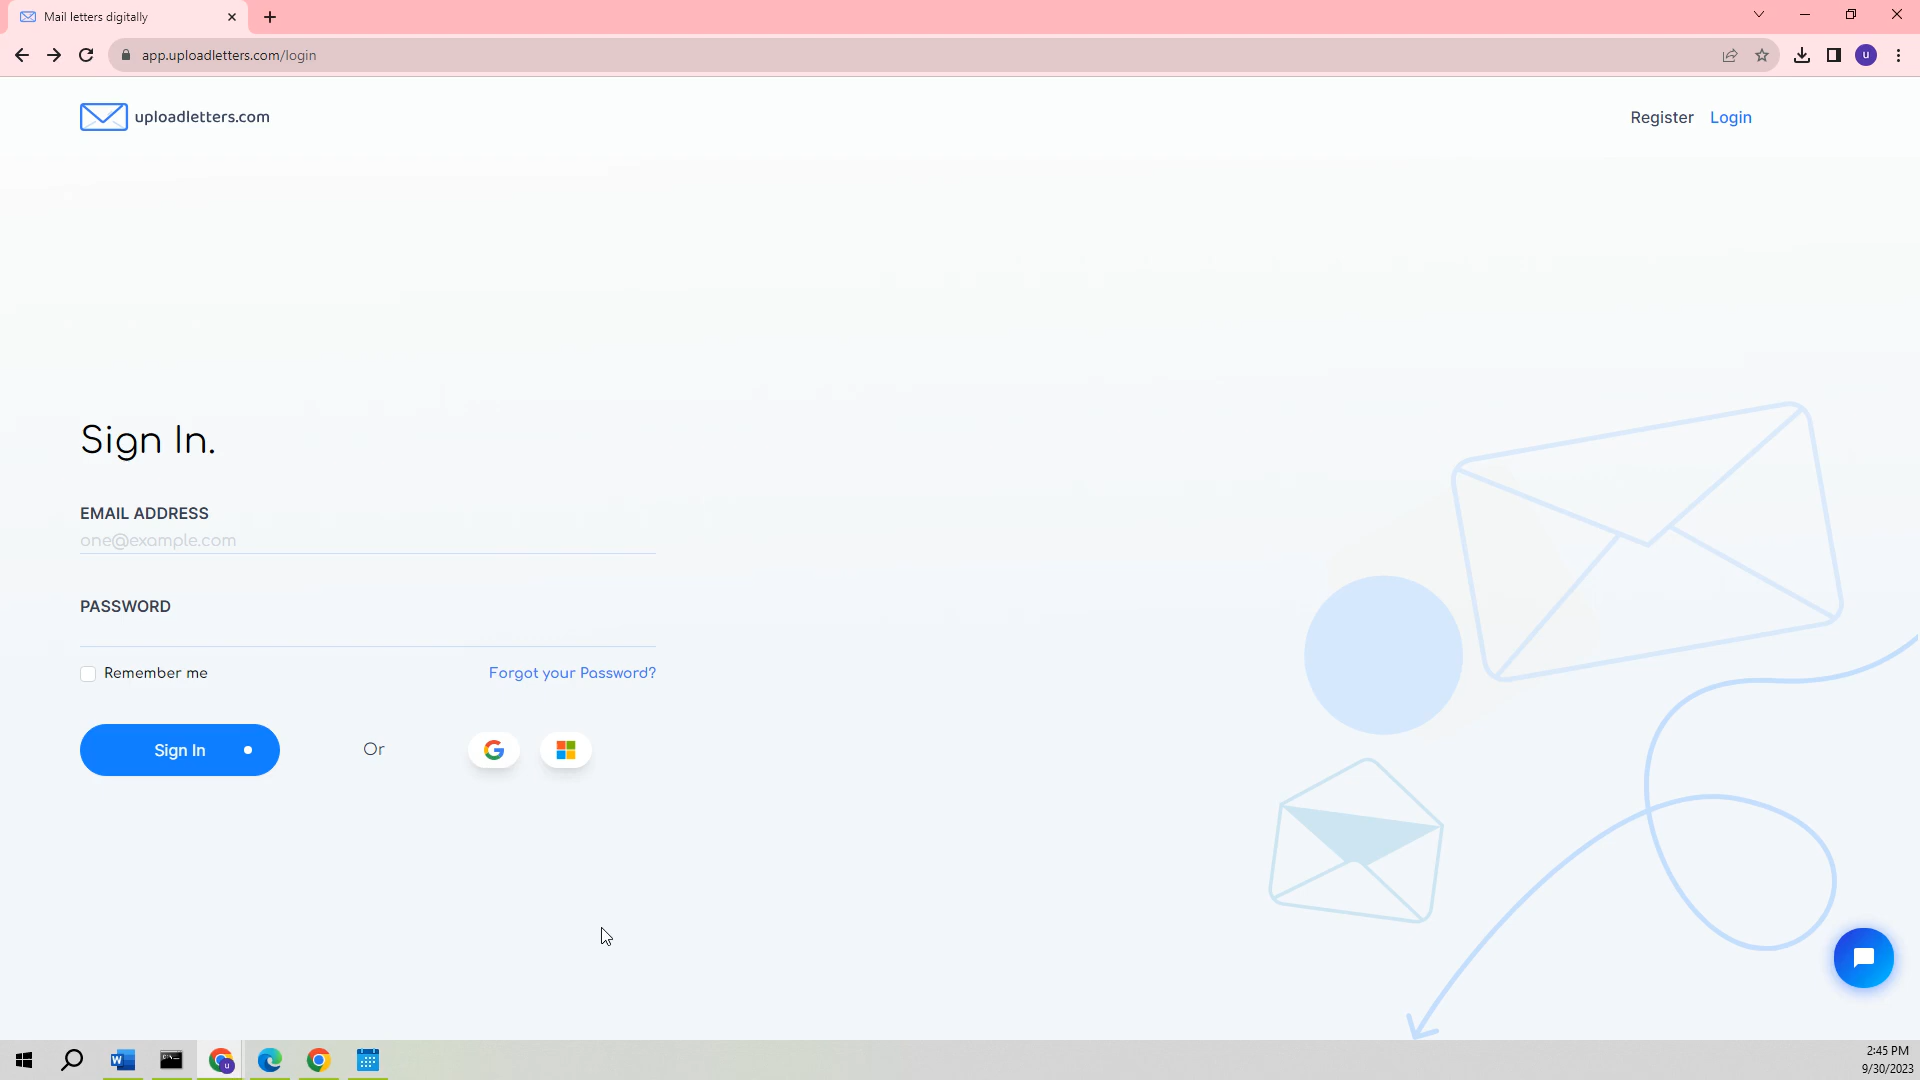 Mail letters digitally
app.uploadletters.com/login
u
uploadletters.com
Register Login
Sign In.
EMAIL ADDRESS
one@example.com
PASSWORD
Remember me
Forgot your Password?
Sign In
Or
G
W
u
2:45 PM
9/30/2023